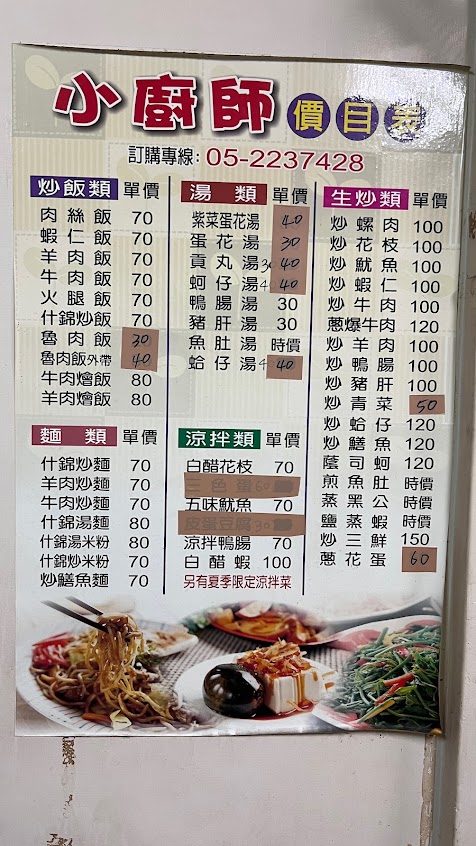 小廚師 價目表
訂購專線: 05-2237428
炒飯類 單價
肉絲飯 70
蝦仁飯 70
羊肉飯 70
牛肉飯 70
火腿飯 70
什錦炒飯 70
魯肉飯 30
魯肉飯外帶 40
牛肉燴飯 80
羊肉燴飯 80
麵類 單價
什錦炒麵 70
羊肉炒麵 70
牛肉炒麵 70
什錦湯麵 80
什錦湯米粉 80
什錦炒米粉 70
炒鱔魚麵 70
湯類 單價
紫菜蛋花湯 40
蛋花湯 30
貢丸湯 40
蚵仔湯 40
鴨腸湯 30
豬肝湯 30
魚肚湯 時價
蛤仔湯 40
涼拌類 單價
白醋花枝 70
三色蛋 60
五味魷魚 70
皮蛋豆腐 30
涼拌鴨腸 70
白醋蝦 100
另有夏季限定涼拌菜
生炒類 單價
炒螺肉 100
炒花枝 100
炒魷魚 100
炒蝦仁 100
炒牛肉 100
蔥爆牛肉 120
炒羊肉 100
炒鴨腸 100
炒豬肝 100
炒青菜 50
炒蛤仔 120
炒鱔魚 120
蔭司蚵 120
煎魚肚 時價
蒸黑公 時價
鹽蒸蝦 時價
炒三鮮 150
蔥花蛋 60